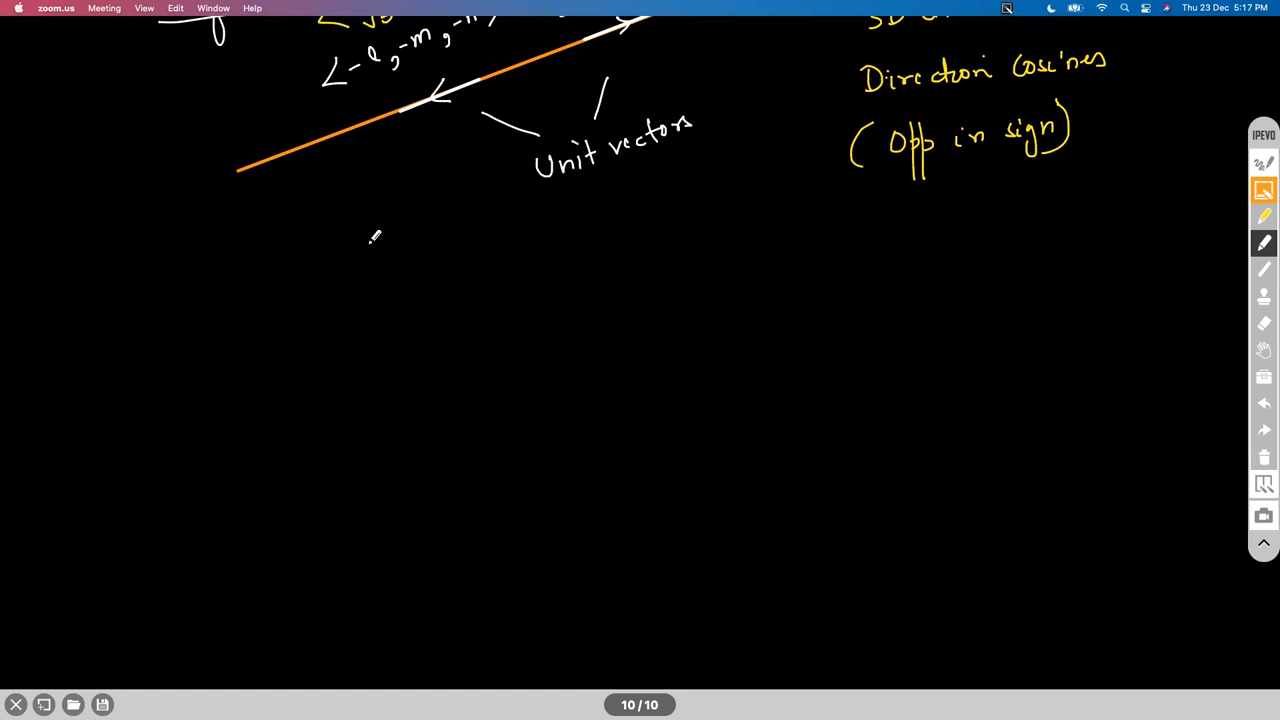 zoom.us Meeting View Edit Window Help Thu 23 Dec 5:17 PM
<-l, -m, -n
Direction cosines
(Opp in sign)
Unit vectors
IPEVO
10 / 10